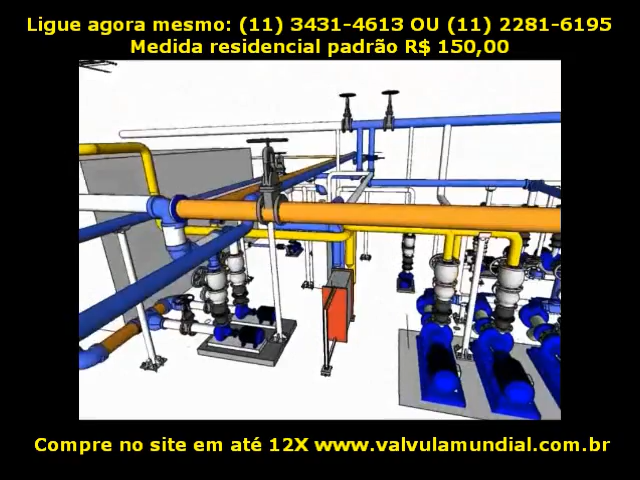 Ligue agora mesmo: (11) 3431-4613 OU (11) 2281-6195
Medida residencial padrão R$ 150,00
Compre no site em até 12X www.valvulamundial.com.br